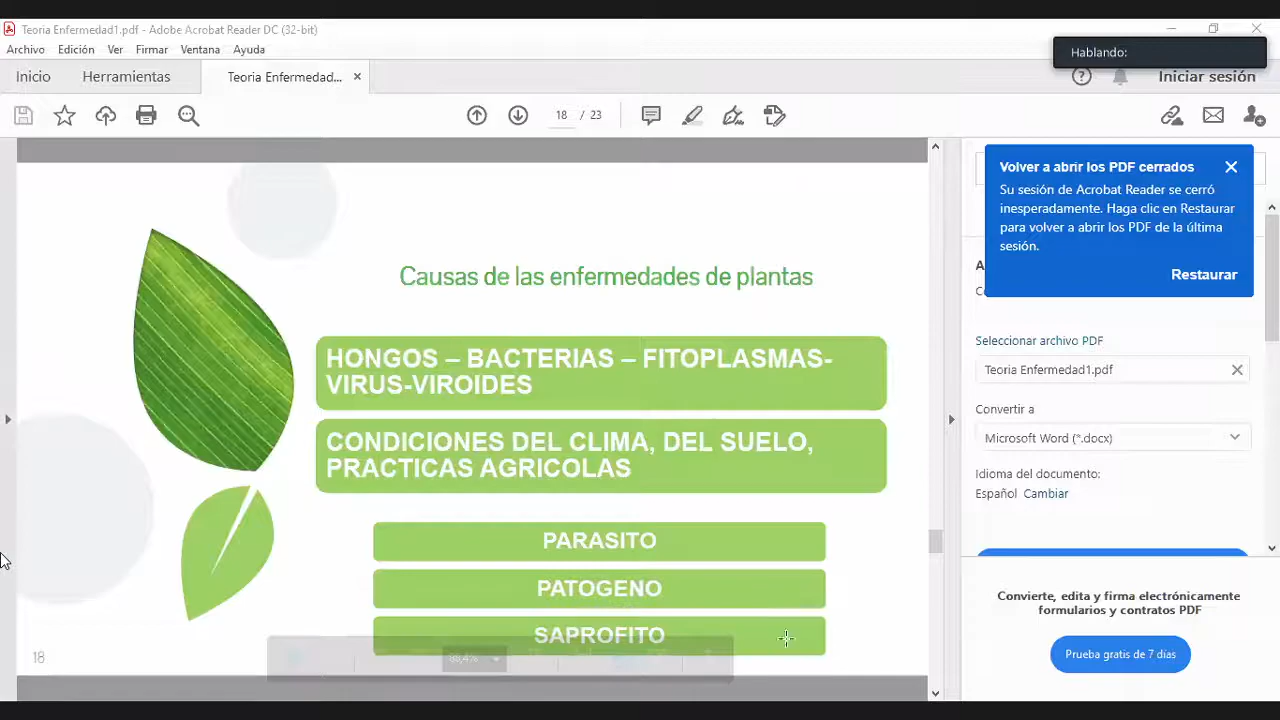 Teoria Enfermedad1.pdf - Adobe Acrobat Reader DC (32-bit)
Archivo Edición Ver Firmar Ventana Ayuda
Hablando:
Inicio Herramientas Teoria Enfermedad... ×
Iniciar sesión
18 / 23
Volver a abrir los PDF cerrados
Su sesión de Acrobat Reader se cerró
inesperadamente. Haga clic en Restaurar
para volver a abrir los PDF de la última
sesión.
Restaurar
Causas de las enfermedades de plantas
HONGOS – BACTERIAS – FITOPLASMAS-
VIRUS-VIROIDES
CONDICIONES DEL CLIMA, DEL SUELO,
PRACTICAS AGRICOLAS
PARASITO
PATOGENO
SAPROFITO
18
88,4%
Seleccionar archivo PDF
Teoria Enfermedad1.pdf
Convertir a
Microsoft Word (*.docx)
Idioma del documento:
Español Cambiar
Convierte, edita y firma electrónicamente
formularios y contratos PDF
Prueba gratis de 7 días